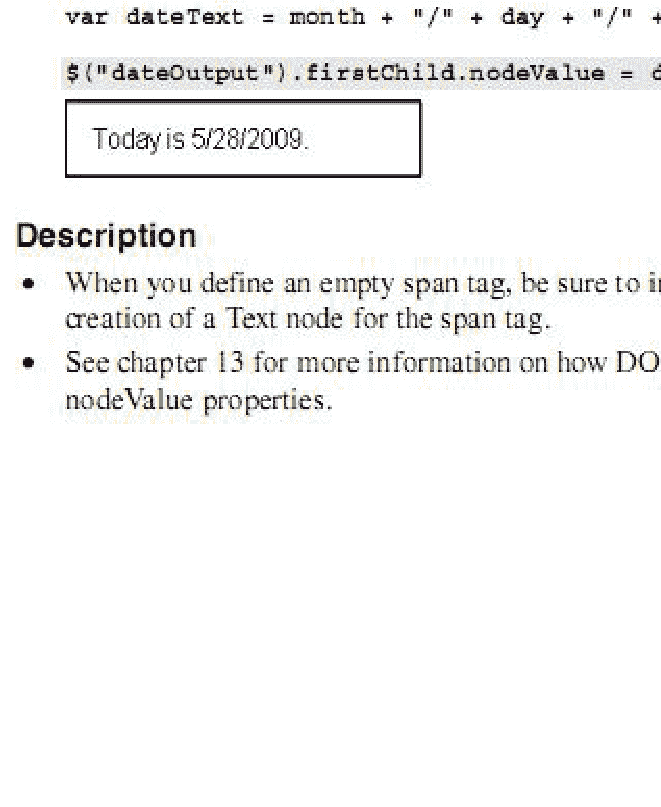 var dateText = month + "/" + day + "/" +
$("dateOutput").firstChild.nodeValue = d
Today is 5/28/2009.
Description
• When you define an empty span tag, be sure to in
creation of a Text node for the span tag.
• See chapter 13 for more information on how DO
nodeValue properties.